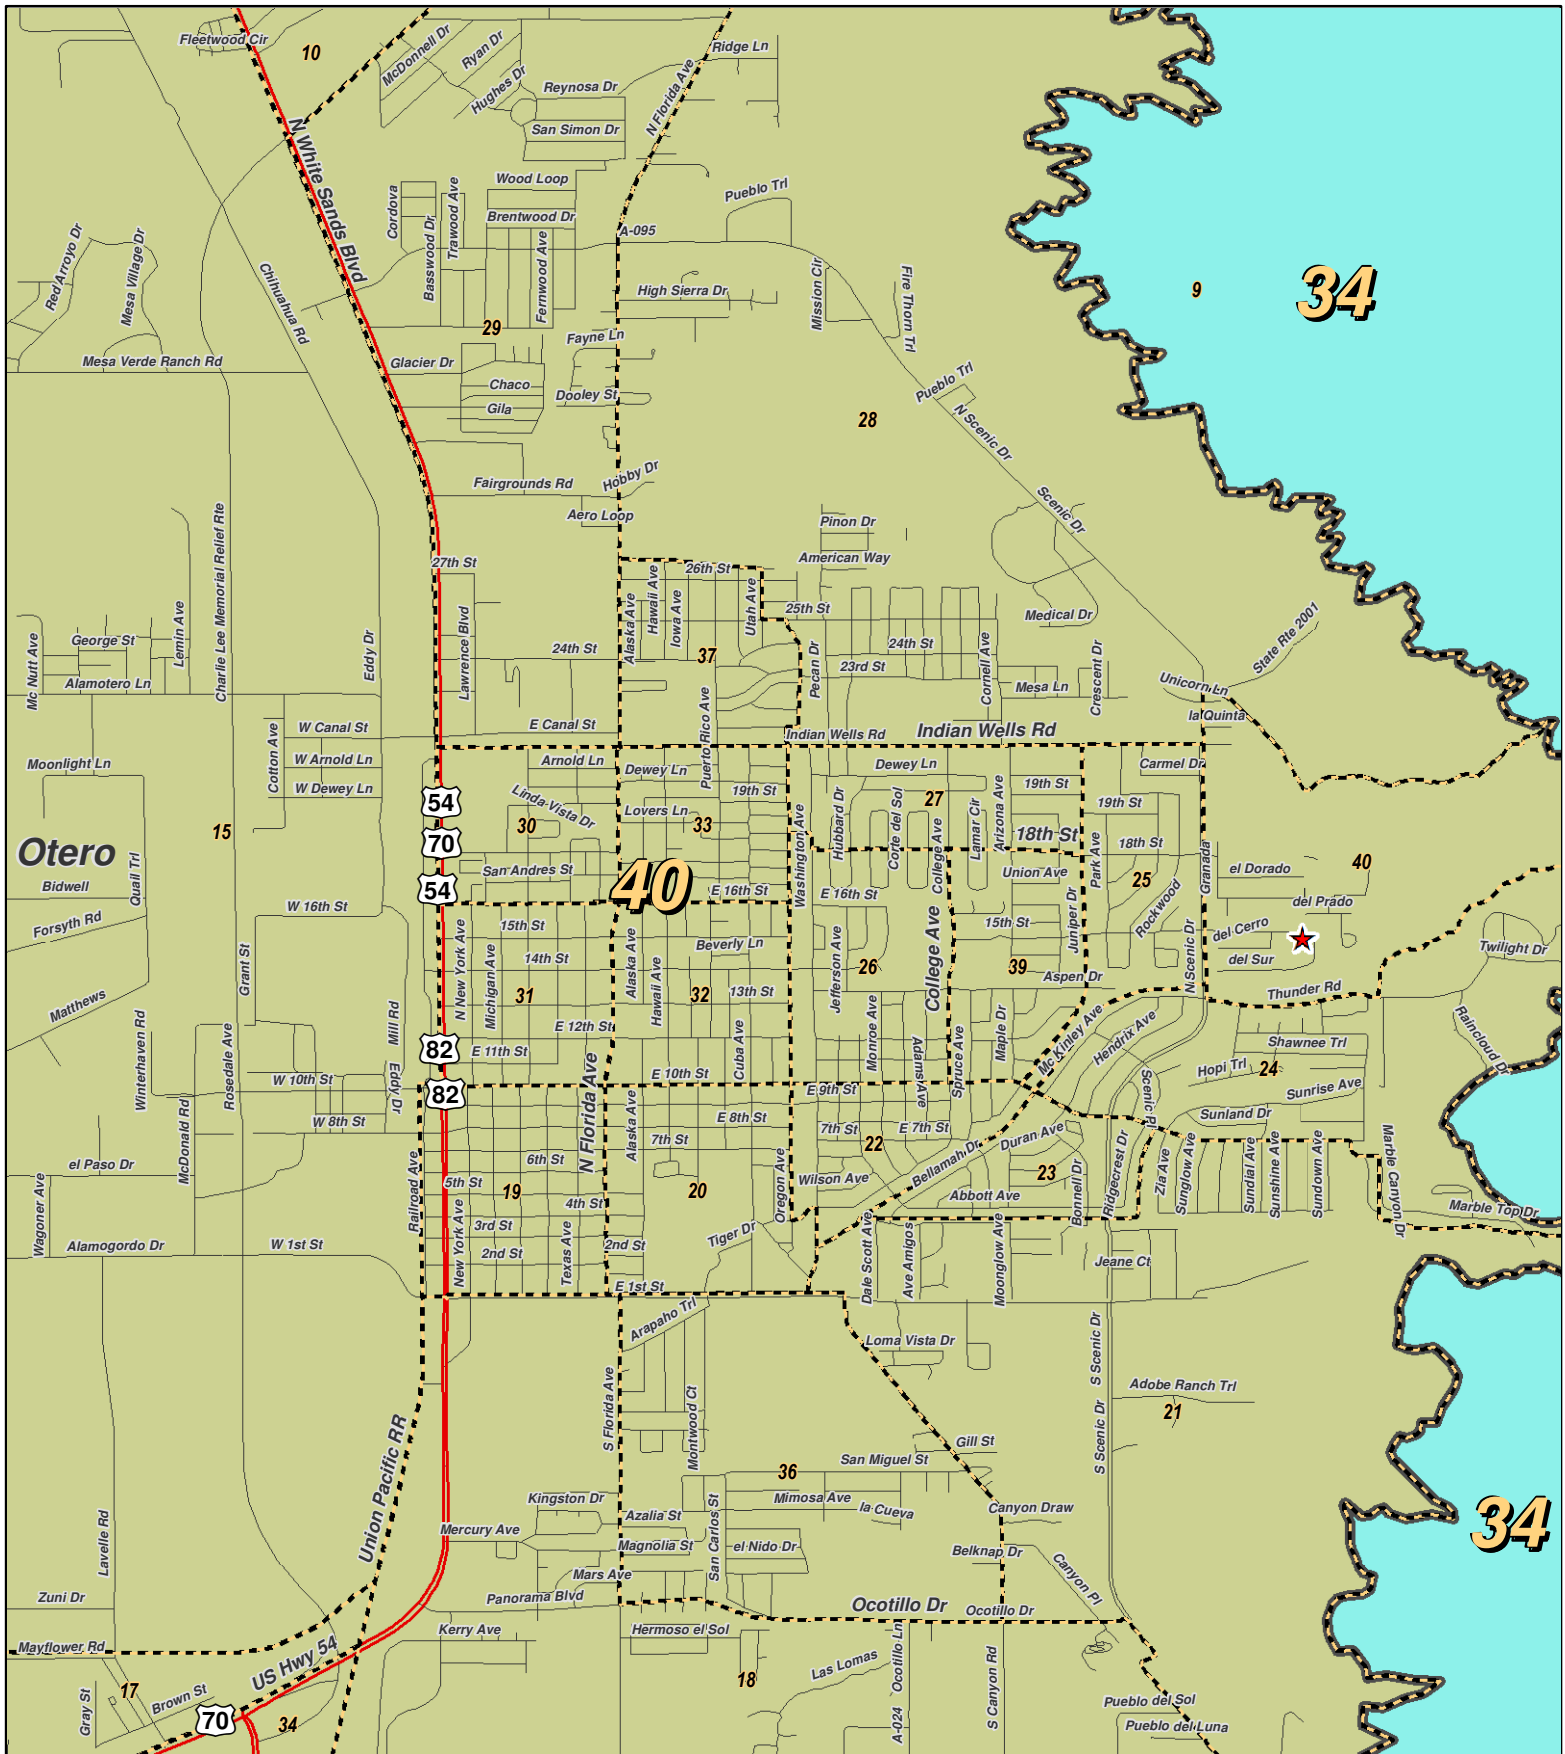 Fleetwood Cir
10
McDonnell Dr
Ryan Dr
Hughes Dr
Ridge Ln
Reynosa Dr
N Florida Ave
San Simon Dr
N White Sands Blvd
Wood Loop
Pueblo Trl
Cordova
Basswood Dr
Trawood Ave
Brentwood Dr
Fernwood Ave
A-095
Red Arroyo Dr
Mesa Village Dr
Chihuahua Rd
High Sierra Dr
Mission Cir
Fire Thorn Trl
9
34
29
Fayne Ln
Mesa Verde Ranch Rd
Glacier Dr
Chaco
Gila
Dooley St
Pueblo Trl
28
N Scenic Dr
Fairgrounds Rd
Hobby Dr
Aero Loop
Scenic Dr
Pinon Dr
American Way
Charlie Lee Memorial Relief Rte
27th St
26th St
Alaska Ave
Hawaii Ave
Iowa Ave
Utah Ave
25th St
Medical Dr
State Rte 2001
Mc Nutt Ave
George St
Lemin Ave
Eddy Dr
Lawrence Blvd
24th St
37
24th St
23rd St
Pecan Dr
Cornell Ave
Crescent Dr
Alamotero Ln
Mesa Ln
Unicorn Ln
la Quinta
W Canal St
E Canal St
Puerto Rico Ave
Indian Wells Rd
Indian Wells Rd
Cotton Ave
Moonlight Ln
W Arnold Ln
W Dewey Ln
Arnold Ln
Dewey Ln
Dewey Ln
Carmel Dr
54
Linda Vista Dr
Lovers Ln
19th St
Hubbard Dr
Corte del Sol
27
Lamar Cir
Arizona Ave
19th St
19th St
15
30
33
Washington Ave
College Ave
18th St
Park Ave
18th St
Otero
70
54
40
San Andres St
Union Ave
25
Granada
el Dorado
40
Bidwell
Quail Trl
W 16th St
E 16th St
E 16th St
Juniper Dr
Rockwood
del Prado
Forsyth Rd
N New York Ave
15th St
Alaska Ave
Beverly Ln
College Ave
15th St
N Scenic Dr
del Cerro
Twilight Dr
Grant St
Michigan Ave
14th St
Hawaii Ave
Jefferson Ave
26
39
Aspen Dr
del Sur
Matthews
31
32
13th St
Thunder Rd
Winterhaven Rd
Rosedale Ave
Mill Rd
82
E 12th St
E 11th St
Cuba Ave
Monroe Ave
Adams Ave
Spruce Ave
Maple Dr
Mc Kinley Ave
Hendrix Ave
Raincloud Dr
Shawnee Trl
Hopi Trl
24
W 10th St
Eddy Dr
82
N Florida Ave
E 10th St
E 9th St
Scenic Pl
Sunrise Ave
McDonald Rd
W 8th St
Alaska Ave
E 8th St
7th St
E 7th St
Sunland Dr
7th St
22
Duran Ave
el Paso Dr
Railroad Ave
6th St
Bellamah Dr
Ridgecrest Dr
Zia Ave
Sunglow Ave
Sundial Ave
Sunshine Ave
Sundown Ave
Marble Canyon Dr
Wagoner Ave
5th St
19
20
Oregon Ave
Wilson Ave
23
Bonnell Dr
4th St
Abbott Ave
Marble Top Dr
3rd St
Alamogordo Dr
W 1st St
New York Ave
2nd St
Texas Ave
2nd St
Tiger Dr
Dale Scott Ave
Ave Amigos
Moonglow Ave
Jeane Ct
E 1st St
Arapaho Trl
Loma Vista Dr
S Scenic Dr
Adobe Ranch Trl
21
S Florida Ave
Montwood Ct
Union Pacific RR
S Scenic Dr
Gill St
San Miguel St
36
Kingston Dr
Mimosa Ave
la Cueva
Canyon Draw
34
Lavelle Rd
Mercury Ave
Azalia St
San Carlos St
Magnolia St
el Nido Dr
Belknap Dr
Canyon Pl
Mars Ave
Zuni Dr
Panorama Blvd
Ocotillo Dr
Ocotillo Dr
Mayflower Rd
US Hwy 54
Kerry Ave
Hermoso el Sol
Ocotillo Ln
Las Lomas
S Canyon Rd
17
Gray St
Brown St
70
34
18
A-024
Pueblo del Sol
Pueblo del Luna